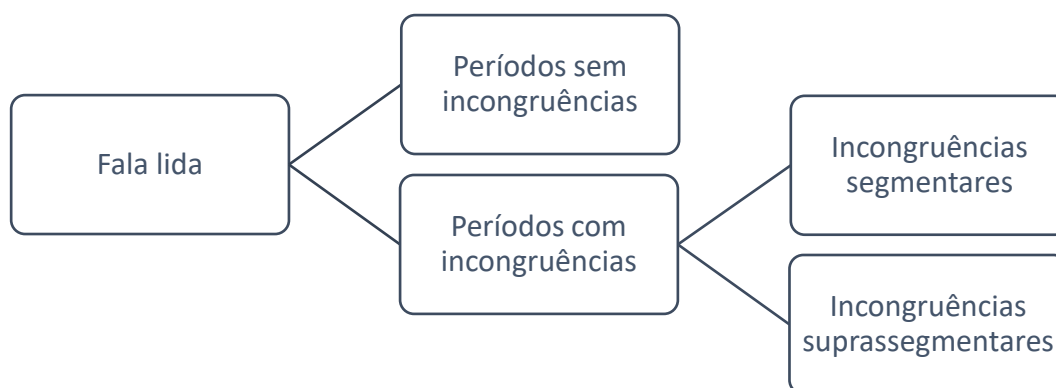 Fala lida
Períodos sem
incongruências
Períodos com
incongruências
Incongruências
segmentares
Incongruências
suprassegmentares